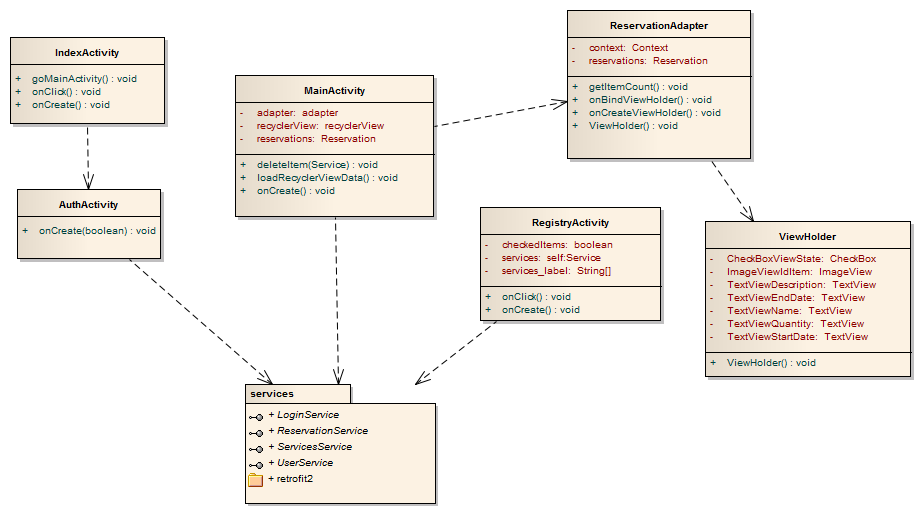 IndexActivity
+ goMainActivity() : void
+ onClick() : void
+ onCreate() : void
MainActivity
- adapter: adapter
- recyclerView: recyclerView
- reservations: Reservation
+ deleteItem(Service) : void
+ loadRecyclerViewData() : void
+ onCreate() : void
ReservationAdapter
- context: Context
- reservations: Reservation
+ getItemCount() : void
+ onBindViewHolder() : void
+ onCreateViewHolder() : void
+ ViewHolder() : void
AuthActivity
+ onCreate(boolean) : void
RegistryActivity
- checkedItems: boolean
- services: self:Service
- services_label: String[]
+ onClick() : void
+ onCreate() : void
ViewHolder
- CheckBoxViewState: CheckBox
- ImageViewIdItem: ImageView
- TextViewDescription: TextView
- TextViewEndDate: TextView
- TextViewName: TextView
- TextViewQuantity: TextView
- TextViewStartDate: TextView
+ ViewHolder() : void
services
+ LoginService
+ ReservationService
+ ServicesService
+ UserService
+ retrofit2